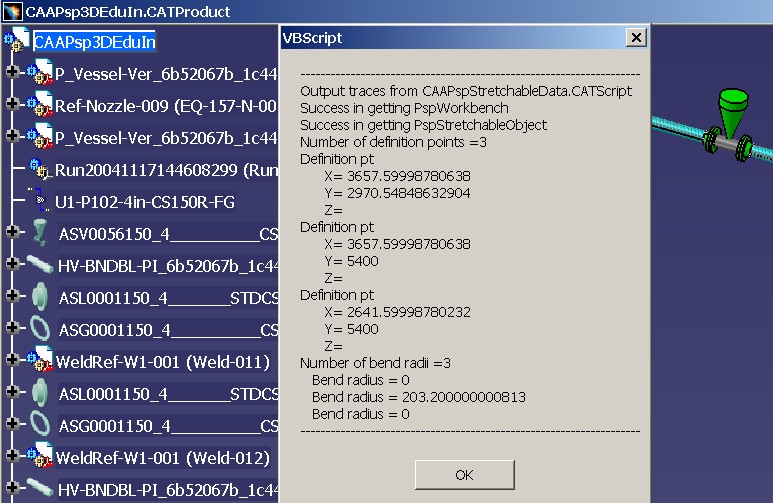 CAAPsp3DEduIn.CATProduct
CAAPsp3DEduIn
P_Vessel-Ver_6b52067b_1c44
Ref-Nozzle-009 (EQ-157-N-00
P_Vessel-Ver_6b52067b_1c44
Run20041117144608299 (Run
U1-P102-4in-CS150R-FG
ASV0056150_4__________CS
HV-BNDBL-PI_6b52067b_1c44
ASL0001150_4_______STDCS
ASG0001150_4__________CS
WeldRef-W1-001 (Weld-011)
ASL0001150_4_______STDCS
ASG0001150_4__________CS
WeldRef-W1-001 (Weld-012)
HV-BNDBL-PI_6b52067b_1c44
VBScript
--------------------------------------------------------------------
Output traces from CAAPspStretchableData.CATScript
Success in getting PspWorkbench
Success in getting PspStretchableObject
Number of definition points =3
Definition pt
X= 3657.59998780638
Y= 2970.54848632904
Z=
Definition pt
X= 3657.59998780638
Y= 5400
Z=
Definition pt
X= 2641.59998780232
Y= 5400
Z=
Number of bend radii =3
Bend radius = 0
Bend radius = 203.200000000813
Bend radius = 0
--------------------------------------------------------------------
OK